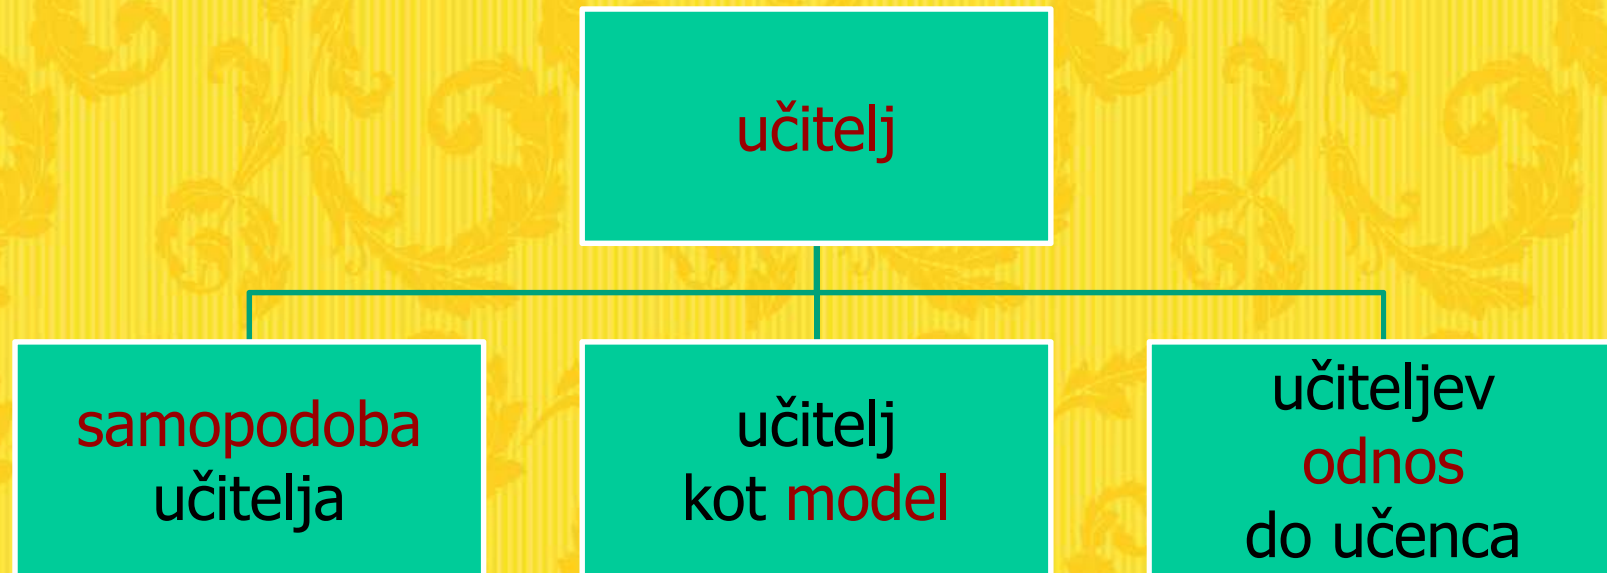 učitelj
samopodoba
učitelja
učitelj
kot model
učiteljev
odnos
do učenca